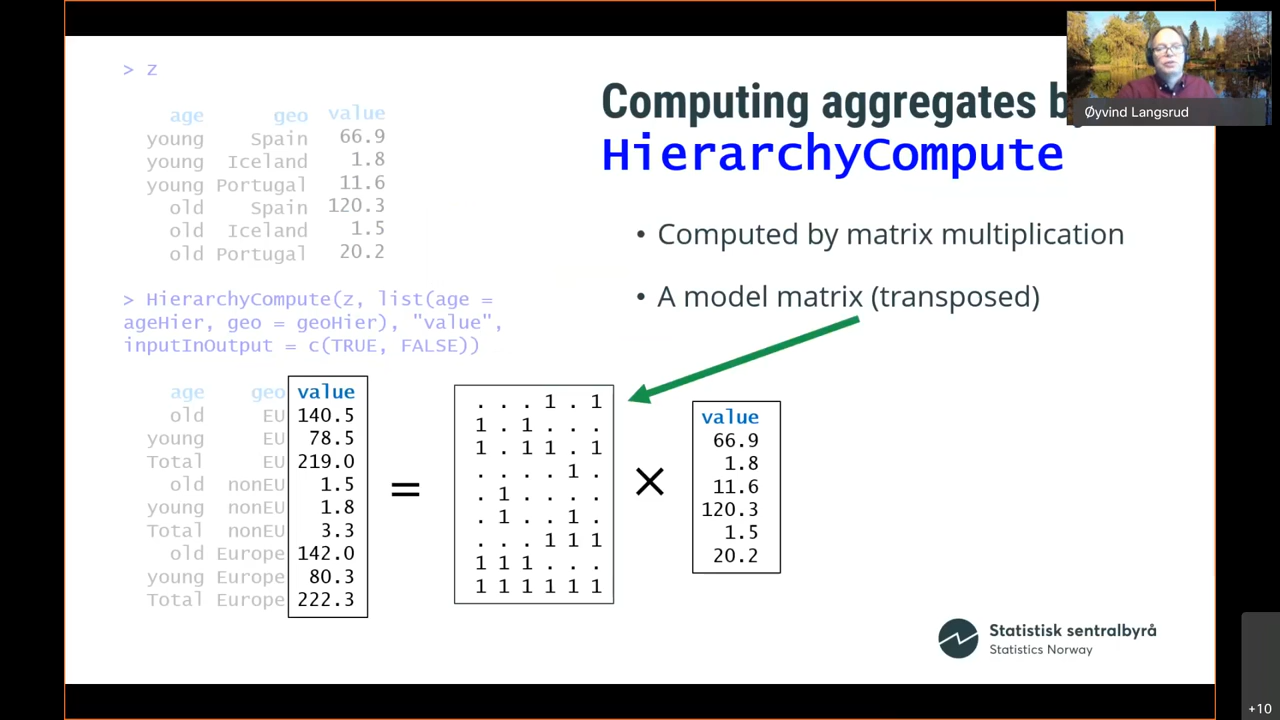 > z
age geo value
young Spain 66.9
young Iceland 1.8
young Portugal 11.6
old Spain 120.3
old Iceland 1.5
old Portugal 20.2
> HierarchyCompute(z, list(age =
ageHier, geo = geoHier), "value",
inputInOutput = c(TRUE, FALSE))
age geo value
old EU 140.5
young EU 78.5
Total EU 219.0
old nonEU 1.5
young nonEU 1.8
Total nonEU 3.3
old Europe 142.0
young Europe 80.3
Total Europe 222.3
=
. . . 1 . 1
1 . 1 . . .
1 . 1 1 . 1
. . . . 1 .
. 1 . . . .
. 1 . . 1 .
. . . 1 1 1
1 1 1 . . .
1 1 1 1 1 1
×
value
66.9
1.8
11.6
120.3
1.5
20.2
Computing aggregates
HierarchyCompute
• Computed by matrix multiplication
• A model matrix (transposed)
Øyvind Langsrud
Statistisk sentralbyrå
Statistics Norway
+10